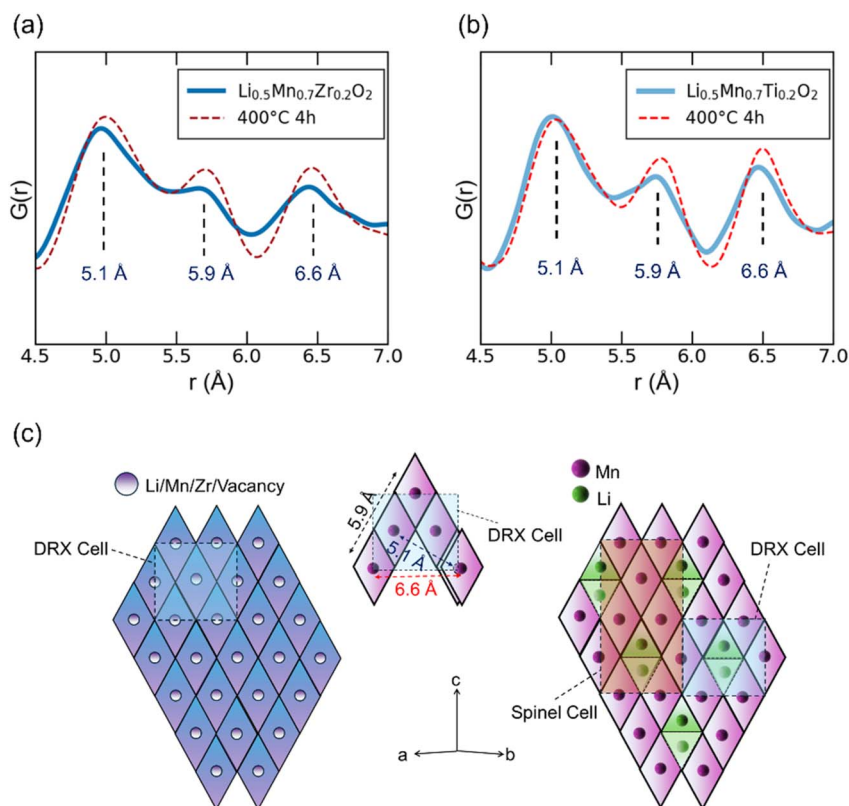 (a)
Li₀.₅Mn₀.₇Zr₀.₂O₂
400°C 4h
G(r)
5.1 Å
5.9 Å
6.6 Å
4.5 5.0 5.5 6.0 6.5 7.0
r (Å)
(b)
Li₀.₅Mn₀.₇Ti₀.₂O₂
400°C 4h
G(r)
5.1 Å
5.9 Å
6.6 Å
4.5 5.0 5.5 6.0 6.5 7.0
r (Å)
(c)
Li/Mn/Zr/Vacancy
DRX Cell
5.9 Å
5.1 Å
6.6 Å
DRX Cell
c
a
b
Mn
Li
DRX
Cell
Spinel Cell